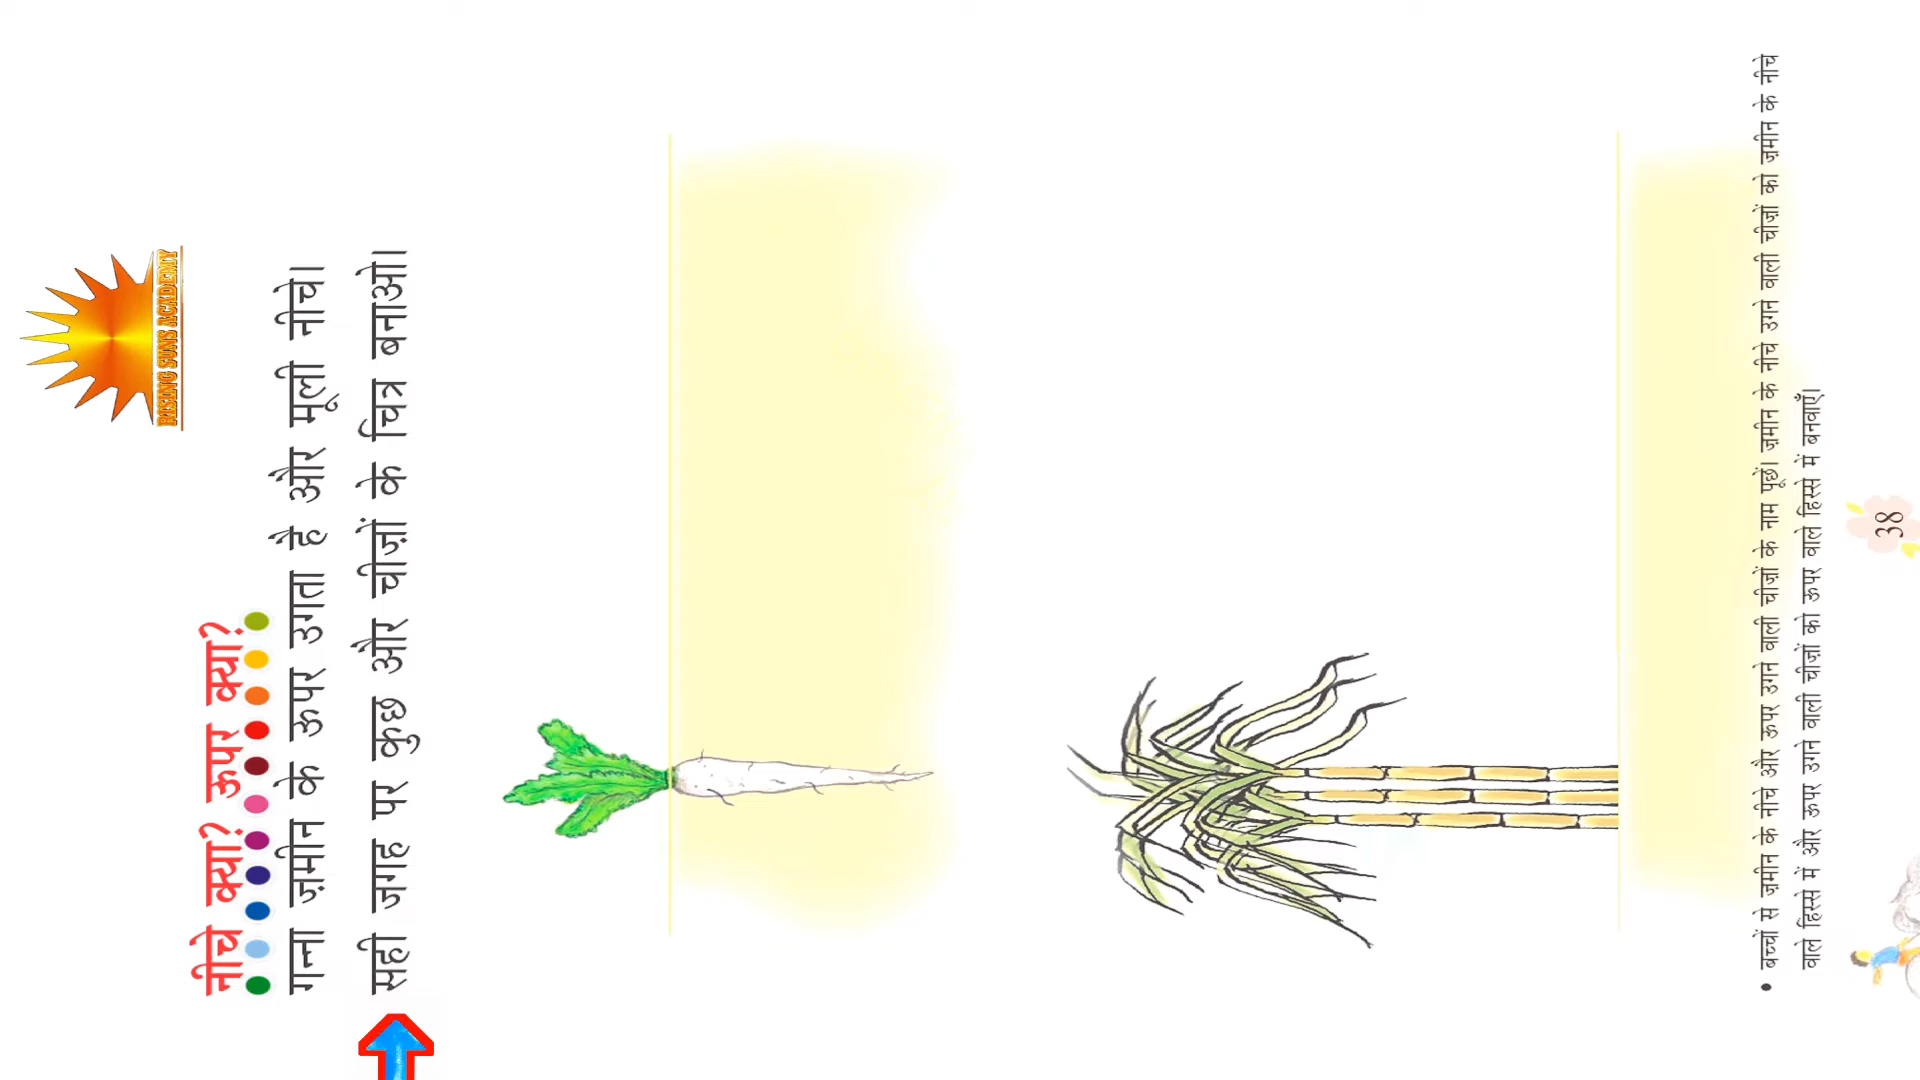 RISING SUNS ACKDEMY
नीचे क्या? ऊपर क्या?
गन्ना ज़मीन के ऊपर उगता है और मूली नीचे।
सही जगह पर कुछ और चीज़ों के चित्र बनाओ।
• बच्चों से ज़मीन के नीचे और ऊपर उगने वाली चीज़ों के नाम पूछें। ज़मीन के नीचे उगने वाली चीज़ों को ज़मीन के नीचे
वाले हिस्से में और ऊपर उगने वाली चीज़ों को ऊपर वाले हिस्से में बनवाएँ।
38